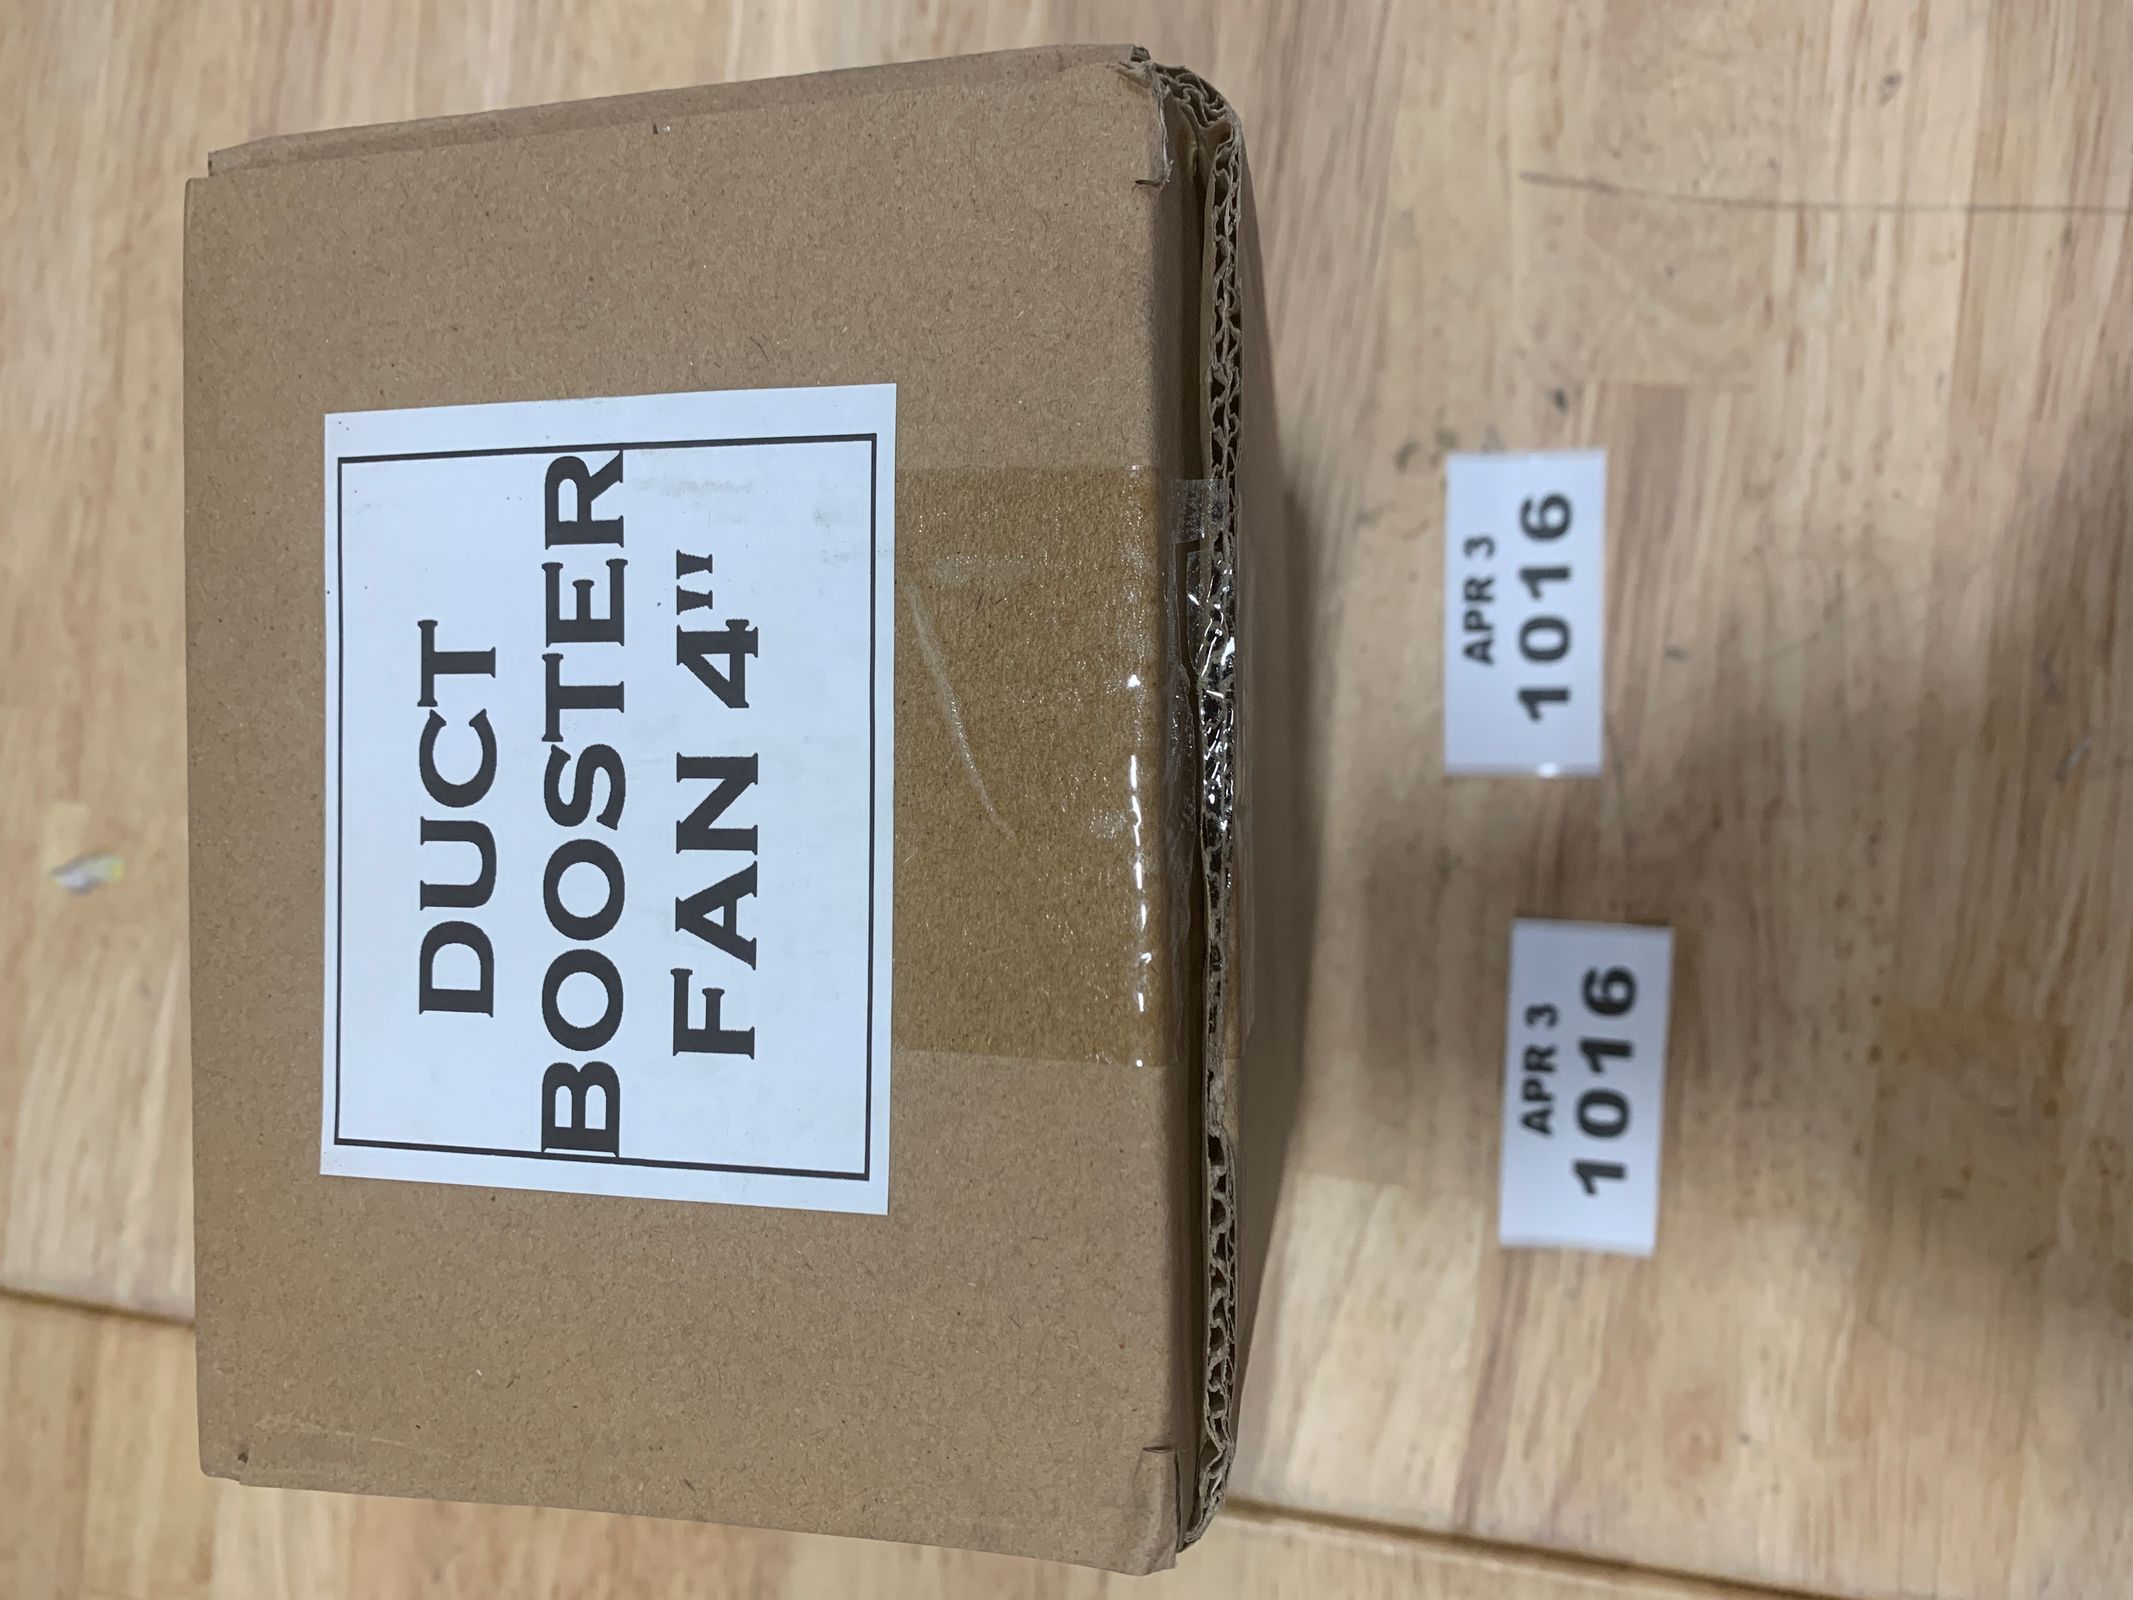 DUCT
BOOSTER
FAN 4"
APR 3
1016
APR 3
1016